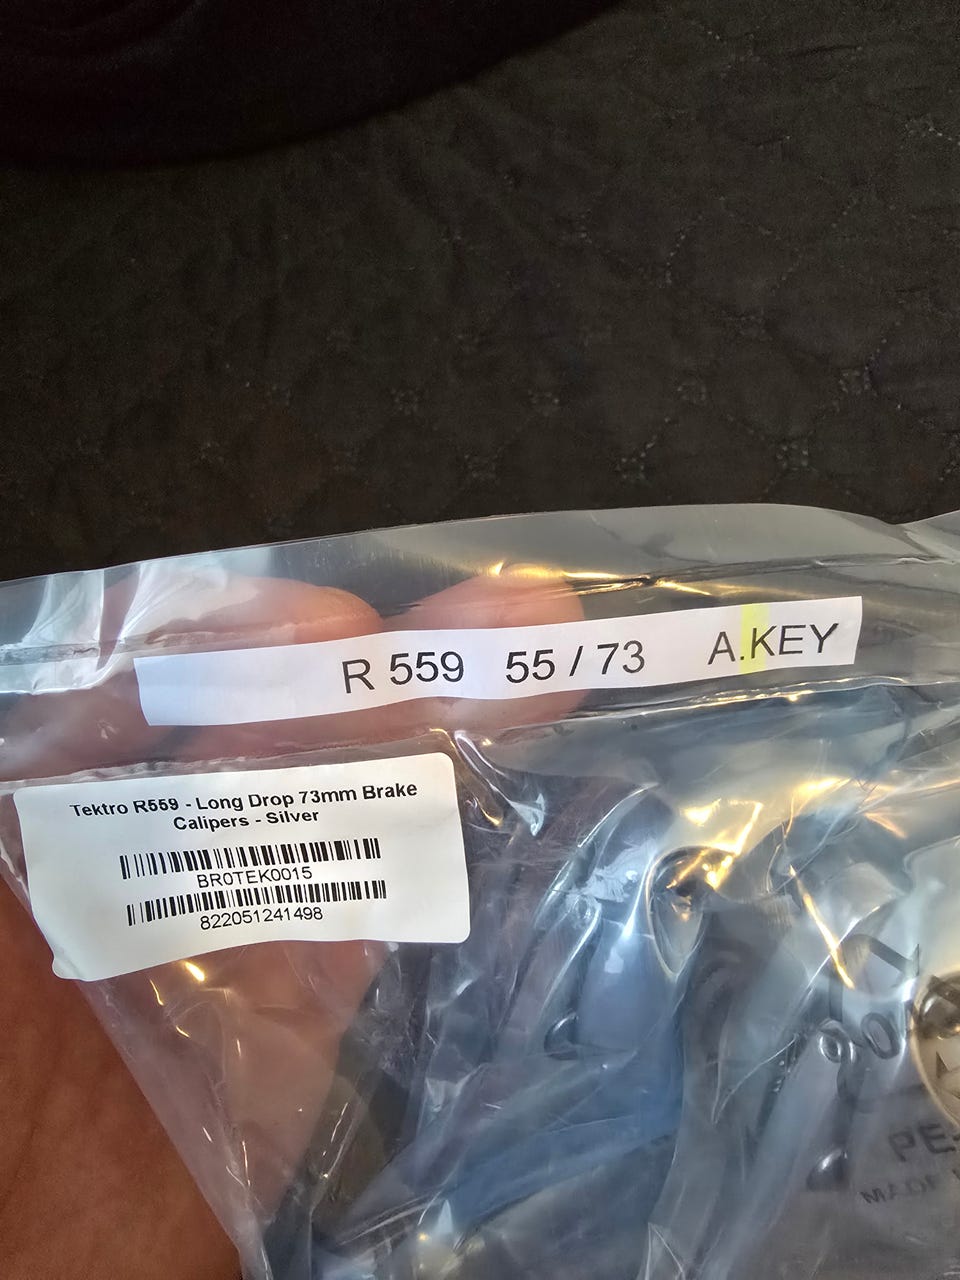 R 559 55 / 73 A.KEY
Tektro R559 - Long Drop 73mm Brake
Calipers - Silver
BR0TEK0015
822051241498